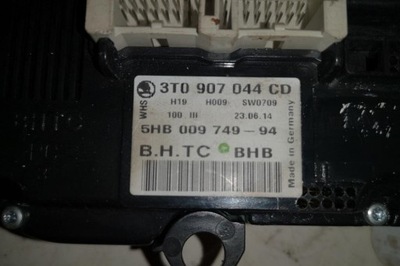 3T0 907 044 CD
WHS H19 H009 SW0709
100 III 23.06.14
5HB 009 749-94
B.H.TC BHB
Made in Germany